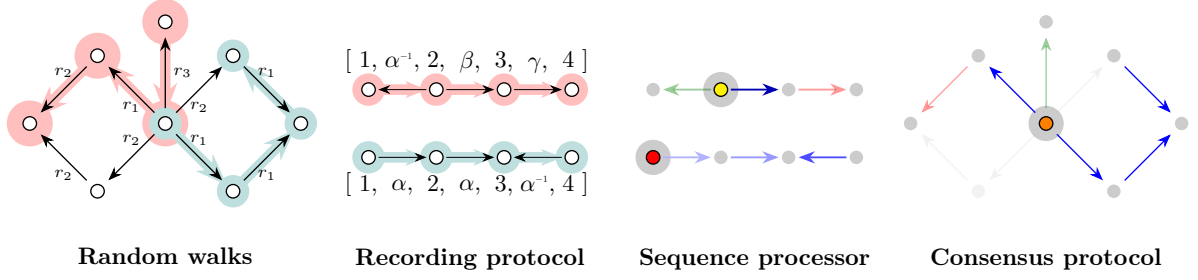 r₂
r₃
r₁
r₁
r₂
r₂
r₁
r₂
r₁
[ 1, α⁻¹, 2, β, 3, γ, 4 ]
[ 1, α, 2, α, 3, α⁻¹, 4 ]
Random walks
Recording protocol
Sequence processor
Consensus protocol